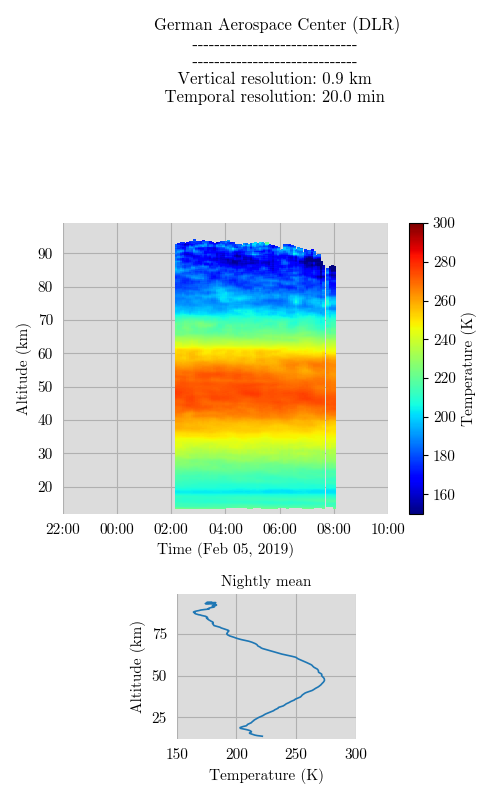 German Aerospace Center (DLR)
------------------------------
------------------------------
Vertical resolution: 0.9 km
Temporal resolution: 20.0 min
90
80
70
60
50
40
30
20
Altitude (km)
22:00 00:00 02:00 04:00 06:00 08:00 10:00
Time (Feb 05, 2019)
300
280
260
240
220
200
180
160
Temperature (K)
Nightly mean
75
50
25
Altitude (km)
150 200 250 300
Temperature (K)